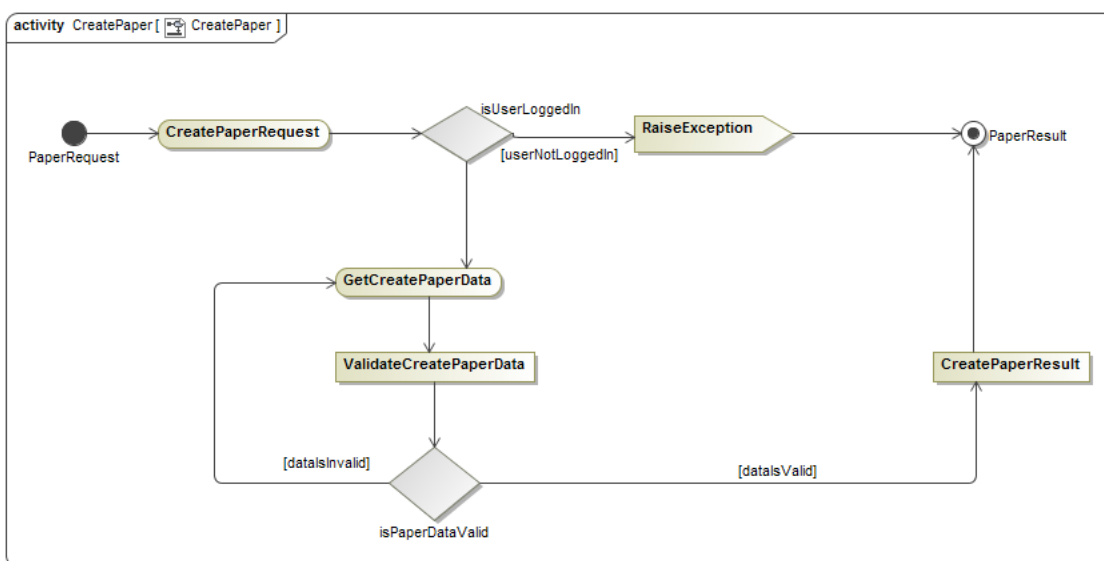 activity CreatePaper [ CreatePaper ]
isUserLoggedIn
CreatePaperRequest
RaiseException
PaperRequest
[userNotLoggedIn]
PaperResult
GetCreatePaperData
ValidateCreatePaperData
CreatePaperResult
[dataIsInvalid]
[dataIsValid]
isPaperDataValid